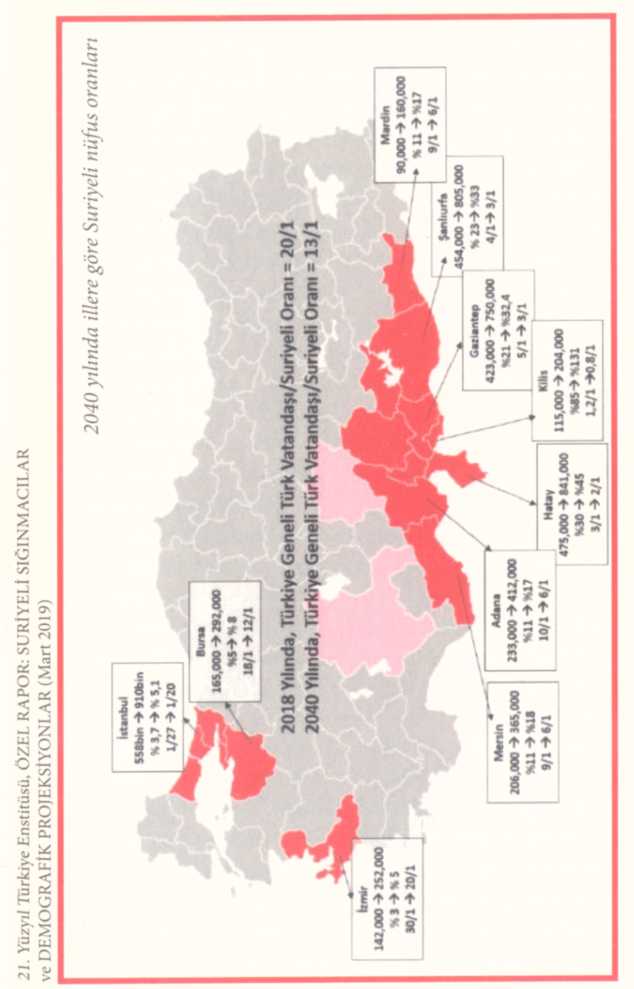 21. Yüzyıl Türkiye Enstitüsü, ÖZEL RAPOR: SURİYELİ SIĞINMACILAR
ve DEMOGRAFİK PROJEKSİYONLAR (Mart 2019)
2040 yılında illere göre Suriyeli nüfus oranları
İstanbul
558bin → 910bin
% 3,7 → % 5,1
1/27 → 1/20
Bursa
165,000 → 292,000
%5 → % 8
18/1 → 12/1
2018 Yılında, Türkiye Geneli Türk Vatandaşı/Suriyeli Oranı = 20/1
2040 Yılında, Türkiye Geneli Türk Vatandaşı/Suriyeli Oranı = 13/1
Mardin
90,000 → 160,000
% 11 → %17
9/1 → 6/1
Şanlıurfa
454,000 → 805,000
% 23 → %33
4/1 → 3/1
Gaziantep
423,000 → 750,000
%21 → %32,4
5/1 → 3/1
Kilis
115,000 → 204,000
%85 → %131
1,2/1 →0,8/1
Hatay
475,000 → 841,000
%30 → %45
3/1 → 2/1
Adana
233,000 → 412,000
%11 → %17
10/1 → 6/1
Mersin
206,000 → 365,000
%11 → %18
9/1 → 6/1
İzmir
142,000 → 252,000
% 3 → % 5
30/1 → 20/1